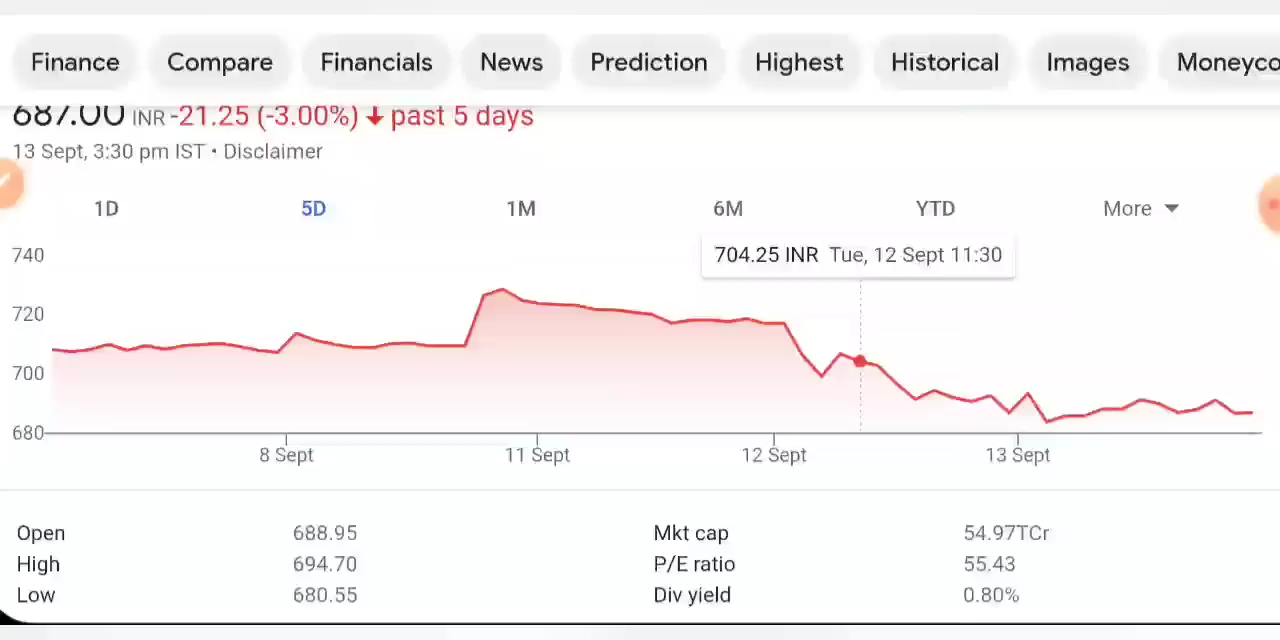 Finance Compare Financials News Prediction Highest Historical Images Moneyco
687.00 INR -21.25 (-3.00%) past 5 days
13 Sept, 3:30 pm IST • Disclaimer
1D 5D 1M 6M YTD More
704.25 INR Tue, 12 Sept 11:30
740
720
700
680
8 Sept 11 Sept 12 Sept 13 Sept
Open 688.95 Mkt cap 54.97TCr
High 694.70 P/E ratio 55.43
Low 680.55 Div yield 0.80%